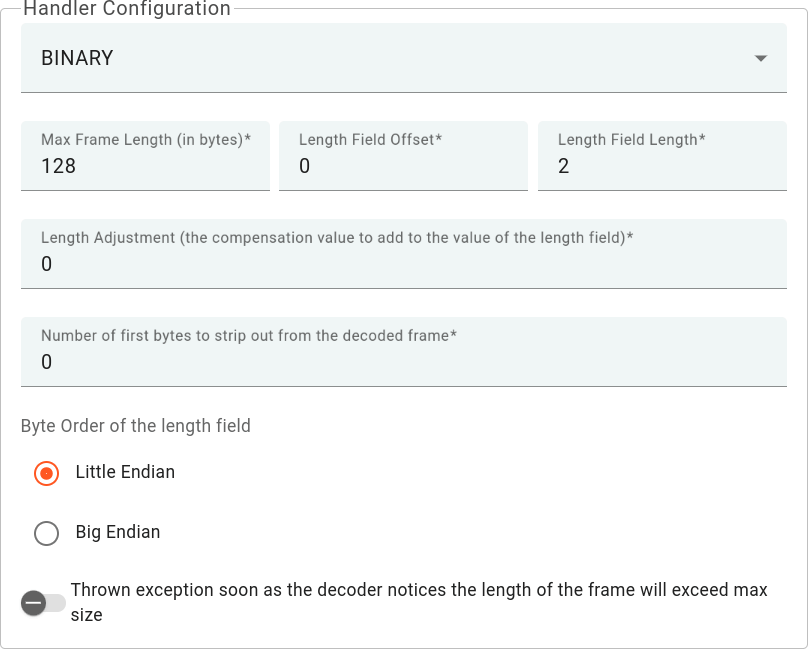 Handler Configuration
BINARY
Max Frame Length (in bytes)*
128
Length Field Offset*
0
Length Field Length*
2
Length Adjustment (the compensation value to add to the value of the length field)*
0
Number of first bytes to strip out from the decoded frame*
0
Byte Order of the length field
Little Endian
Big Endian
Thrown exception soon as the decoder notices the length of the frame will exceed max
size